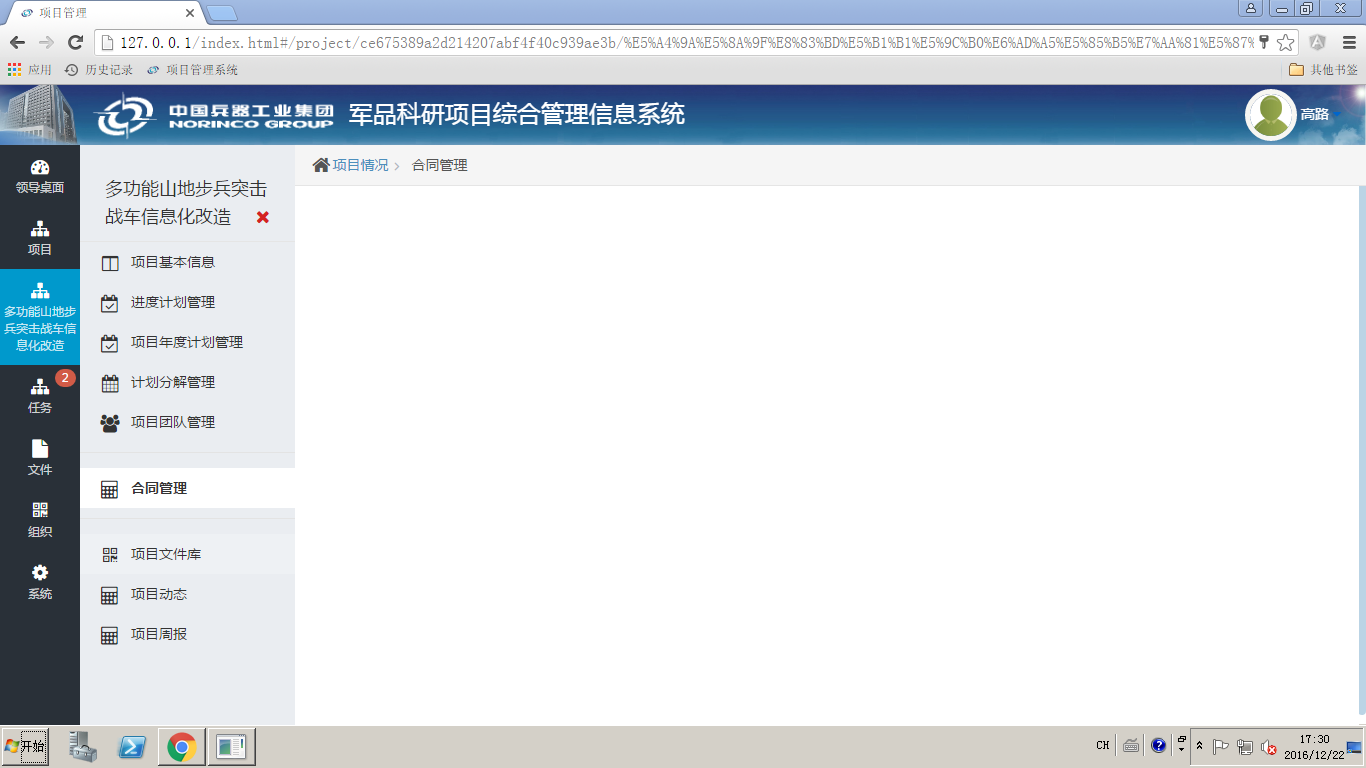 项目管理
127.0.0.1/index.html#/project/ce675389a2d214207abf4f40c939ae3b/%E5%A4%9A%E5%8A%9F%E8%83%BD%E5%B1%B1%E5%9C%B0%E6%AD%A5%E5%85%B5%E7%AA%81%E5%87%
应用 历史记录 项目管理系统 其他书签
中国兵器工业集团
NORINCO GROUP
军品科研项目综合管理信息系统
高路
领导桌面
项目
多功能山地步
兵突击战车信
息化改造
2
任务
文件
组织
系统
多功能山地步兵突击
战车信息化改造
项目基本信息
进度计划管理
项目年度计划管理
计划分解管理
项目团队管理
合同管理
项目文件库
项目动态
项目周报
项目情况 > 合同管理
开始
CH
17:30
2016/12/22